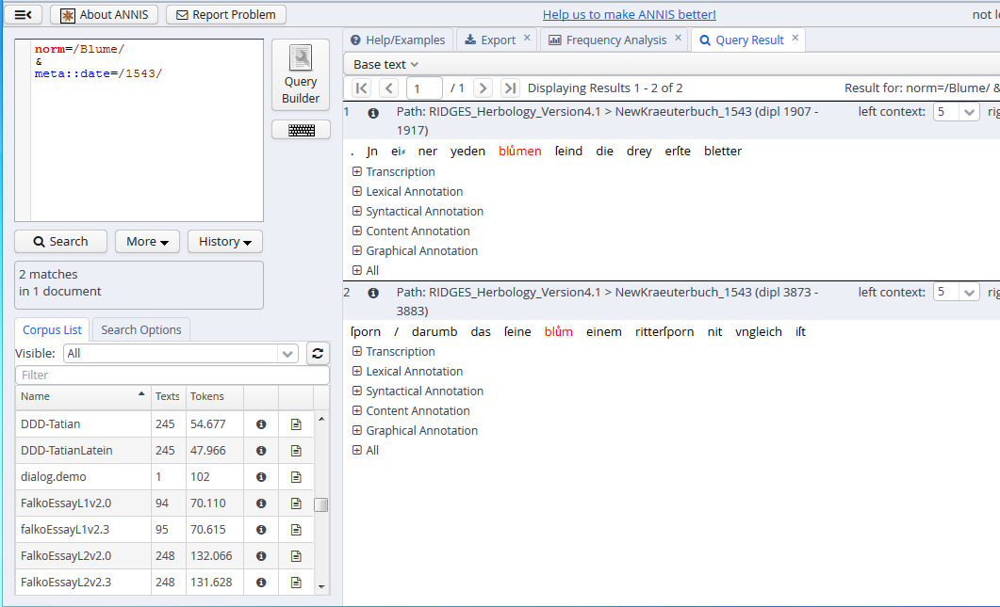 About ANNIS
Report Problem
Help us to make ANNIS better!
not l
norm=/Blume/
&
meta::date=/1543/
Query
Builder
Search
More
History
2 matches
in 1 document
Corpus List
Search Options
Visible:
All
Filter
Name Texts Tokens
DDD-Tatian 245 54.677
DDD-TatianLatein 245 47.966
dialog.demo 1 102
FalkoEssayL1v2.0 94 70.110
falkoEssayL1v2.3 95 70.615
FalkoEssayL2v2.0 248 132.066
FalkoEssayL2v2.3 248 131.628
Help/Examples
Export
Frequency Analysis
Query Result
Base text
1 / 1 Displaying Results 1 - 2 of 2 Result for: norm=/Blume/ &
1 Path: RIDGES_Herbology_Version4.1 > NewKraeuterbuch_1543 (dipl 1907 - left context: 5 rig
1917)
. Jn ei⸗ ner yeden blůmen ſeind die drey erſte bletter
Transcription
Lexical Annotation
Syntactical Annotation
Content Annotation
Graphical Annotation
All
2 Path: RIDGES_Herbology_Version4.1 > NewKraeuterbuch_1543 (dipl 3873 - left context: 5 rig
3883)
ſporn / darumb das ſeine blům einem ritterſporn nit vngleich iſt
Transcription
Lexical Annotation
Syntactical Annotation
Content Annotation
Graphical Annotation
All